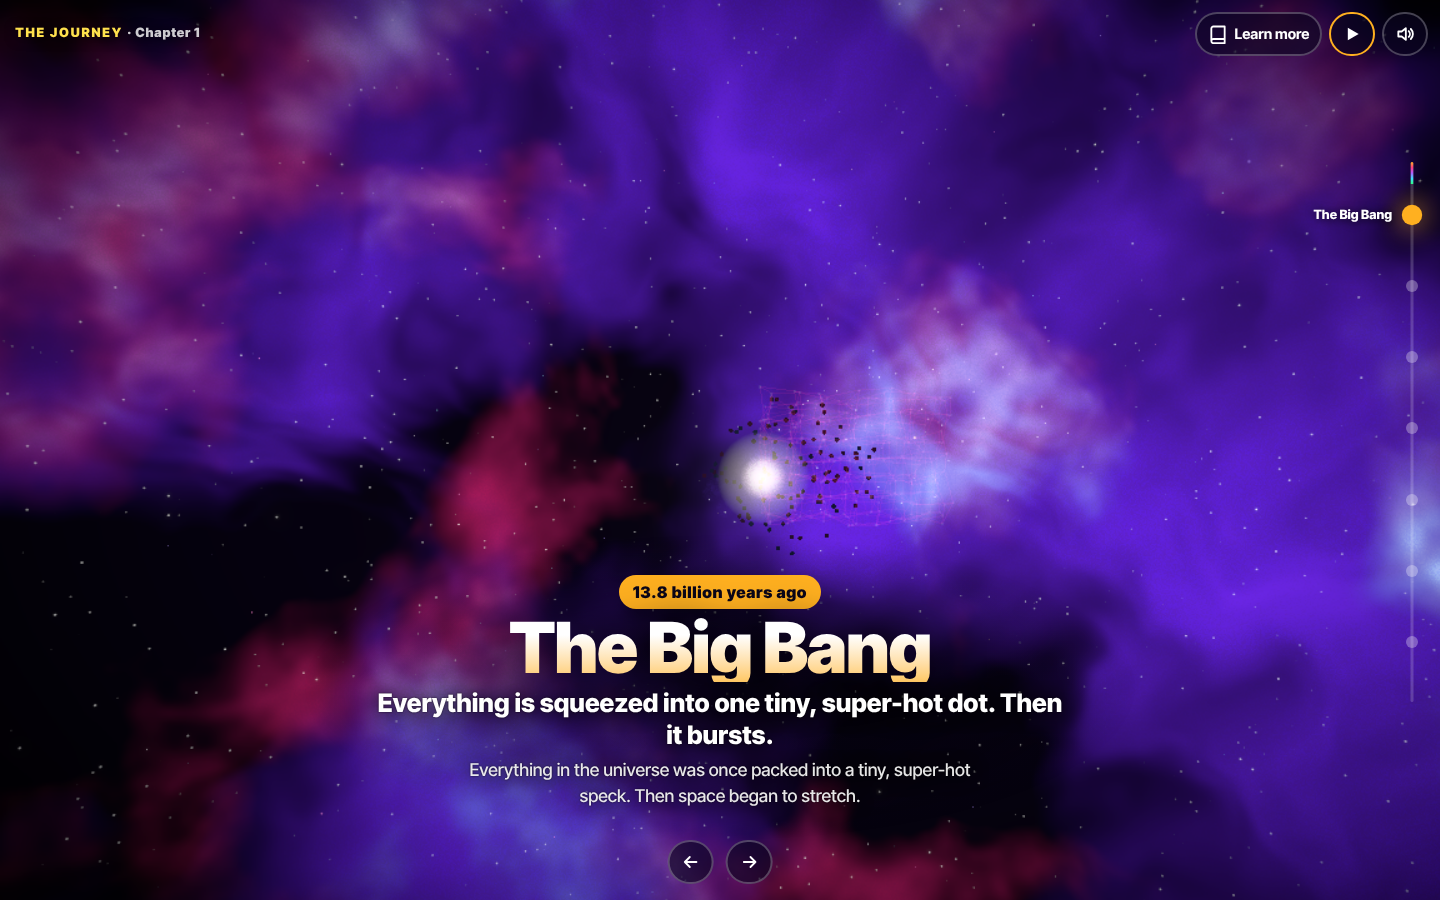 THE JOURNEY · Chapter 1
Learn more
The Big Bang
13.8 billion years ago
The Big Bang
Everything is squeezed into one tiny, super-hot dot. Then
it bursts.
Everything in the universe was once packed into a tiny, super-hot
speck. Then space began to stretch.